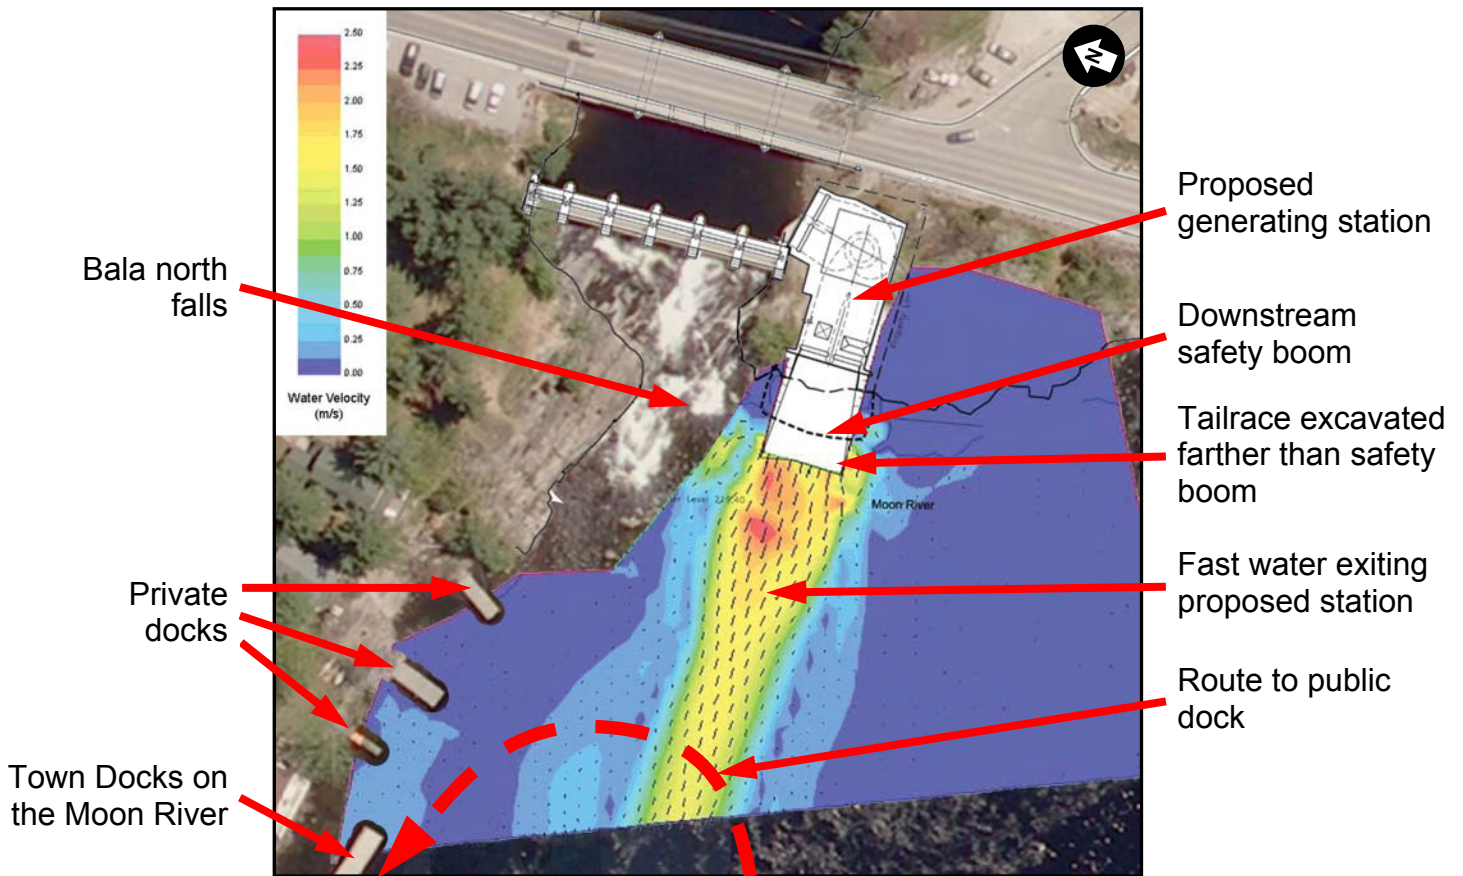 2.50
2.25
2.00
1.75
1.50
1.25
1.00
0.75
0.50
0.25
0.00
Water Velocity
(m/s)
N
Bala north
falls
Private
docks
Town Docks on
the Moon River
Proposed
generating station
Downstream
safety boom
Tailrace excavated
farther than safety
boom
Moon River
Fast water exiting
proposed station
Route to public
dock